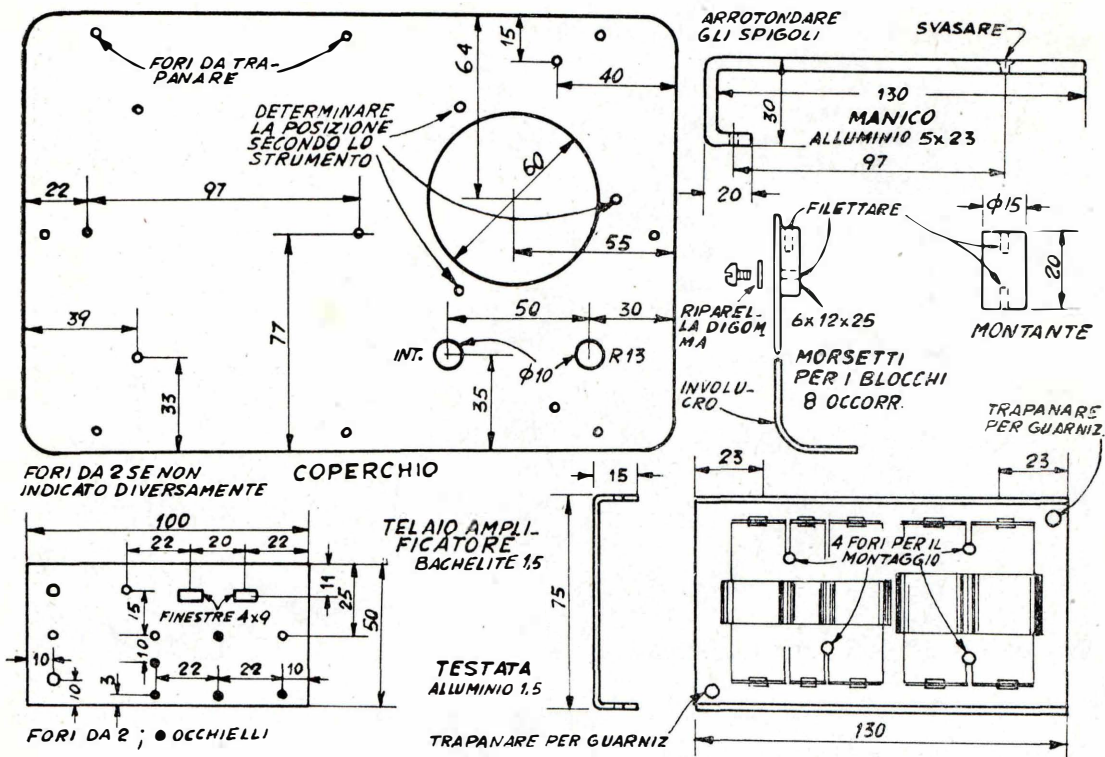 FORI DA TRA-
PANARE
DETERMINARE
LA POSIZIONE
SECONDO LO
STRUMENTO
64
15
40
60
22
97
55
39
77
33
50
30
INT.
φ10
R13
35
COPERCHIO
FORI DA 2 SE NON
INDICATO DIVERSAMENTE
ARROTONDARE
GLI SPIGOLI
SVASARE
130
30
MANICO
ALLUMINIO 5x23
97
20
FILETTARE
φ15
20
RIPAREL-
LA DI GOM
MA
6x12x25
MONTANTE
MORSETTI
PER I BLOCCHI
8 OCCORR.
INVOLU-
CRO
TRAPANARE
PER GUARNIZ.
100
22
20
22
TELAIO AMPLI-
FICATORE
BACHELITE 1,5
11
25
50
15
FINESTRE 4x9
10
10
10
3
22
22
10
FORI DA 2 ; ● OCCHIELLI
15
75
TESTATA
ALLUMINIO 1,5
23
23
4 FORI PER IL
MONTAGGIO
TRAPANARE PER GUARNIZ
130